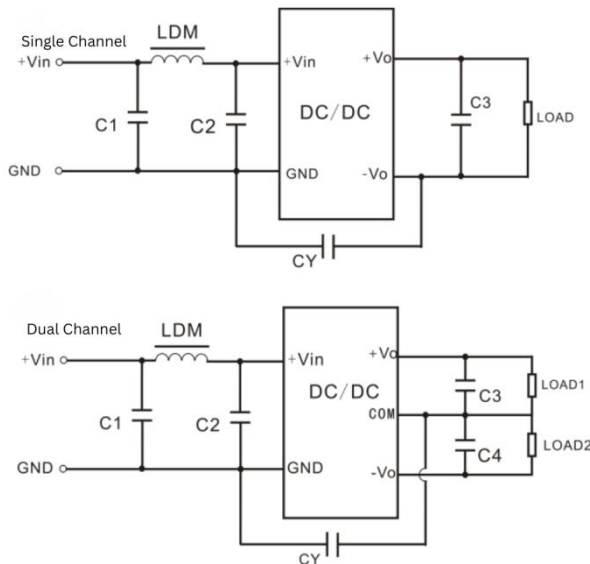 Single Channel
LDM
+Vin
+Vin
+Vo
C1
C2
DC/DC
C3
LOAD
GND
GND
-Vo
CY
Dual Channel
LDM
+Vin
+Vin
+Vo
DC/DC
C3
LOAD1
C1
C2
COM
C4
LOAD2
GND
GND
-Vo
CY